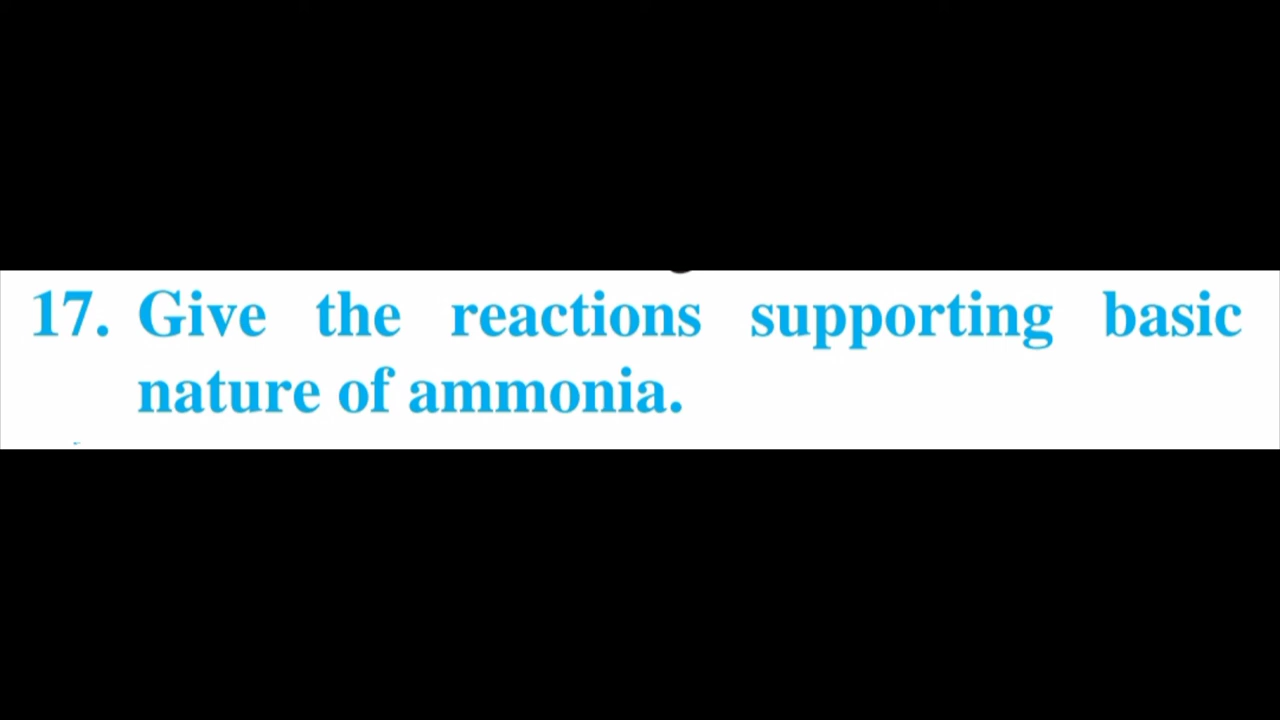 17. Give the reactions supporting basic
nature of ammonia.